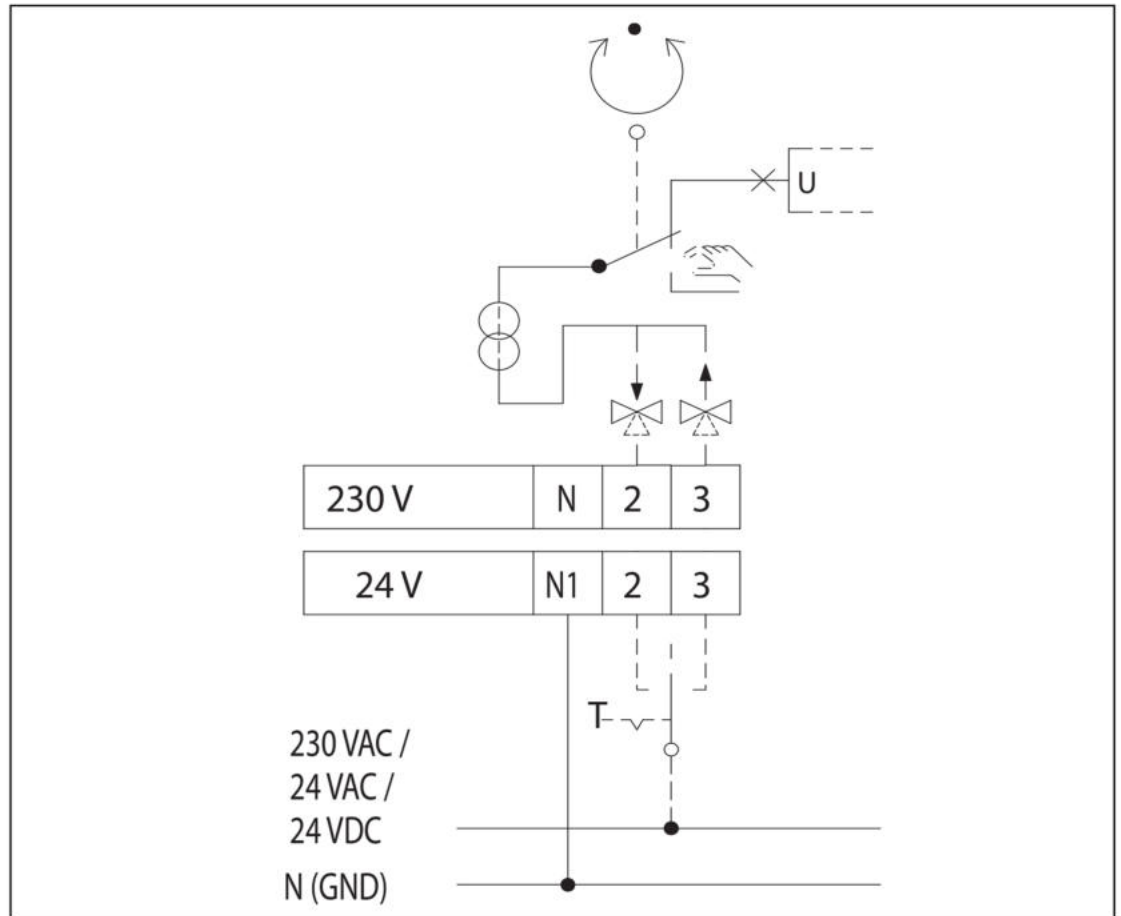 U
230 V N 2 3
24 V N1 2 3
T
230 VAC /
24 VAC /
24 VDC
N (GND)